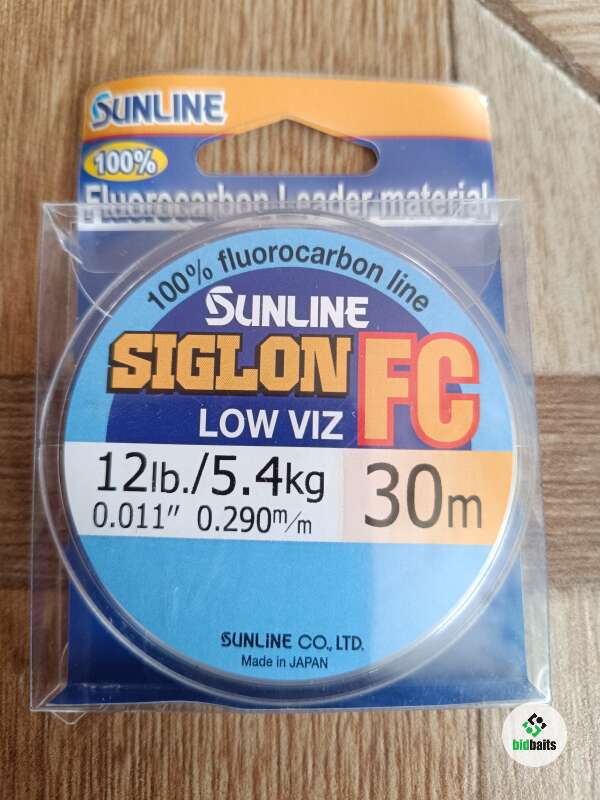 SUNLINE
100%
Fluorocarbon Leader material
100% fluorocarbon line
SUNLINE
SIGLON FC
LOW VIZ
12lb./5.4kg
30m
0.011" 0.290m/m
SUNLINE CO., LTD.
Made in JAPAN
bidbaits